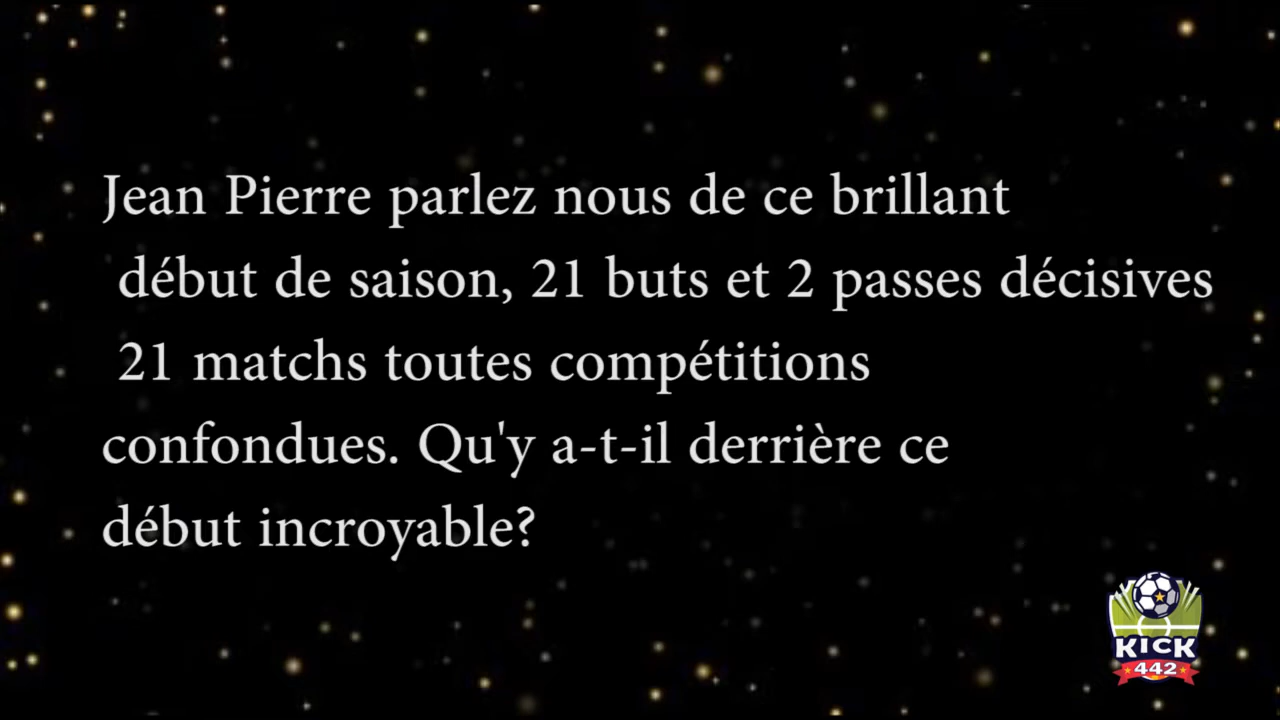 Jean Pierre parlez nous de ce brillant
début de saison, 21 buts et 2 passes décisives
21 matchs toutes compétitions
confondues. Qu'y a-t-il derrière ce
début incroyable?
KICK
442